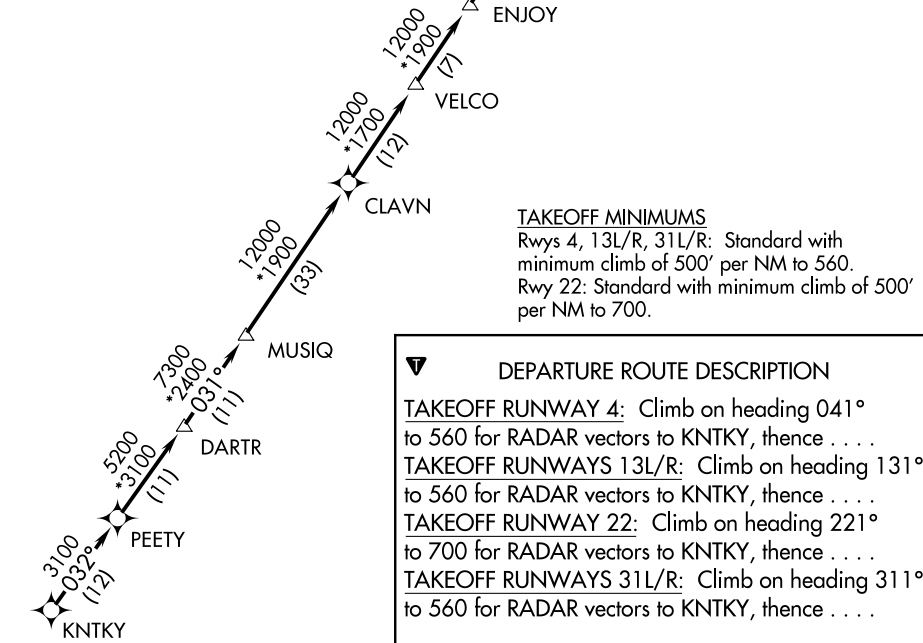 ENJOY
12000
*1900
(7)
VELCO
12000
*1700
(12)
CLAVN
12000
*1900
(33)
MUSIQ
7300
*2400
031°
(11)
DARTR
5200
*3100
(11)
PEETY
3100
032°
(12)
KNTKY
TAKEOFF MINIMUMS
Rwys 4, 13L/R, 31L/R: Standard with
minimum climb of 500' per NM to 560.
Rwy 22: Standard with minimum climb of 500'
per NM to 700.
T
DEPARTURE ROUTE DESCRIPTION
TAKEOFF RUNWAY 4: Climb on heading 041°
to 560 for RADAR vectors to KNTKY, thence . . . .
TAKEOFF RUNWAYS 13L/R: Climb on heading 131°
to 560 for RADAR vectors to KNTKY, thence . . . .
TAKEOFF RUNWAY 22: Climb on heading 221°
to 700 for RADAR vectors to KNTKY, thence . . . .
TAKEOFF RUNWAYS 31L/R: Climb on heading 311°
to 560 for RADAR vectors to KNTKY, thence . . . .